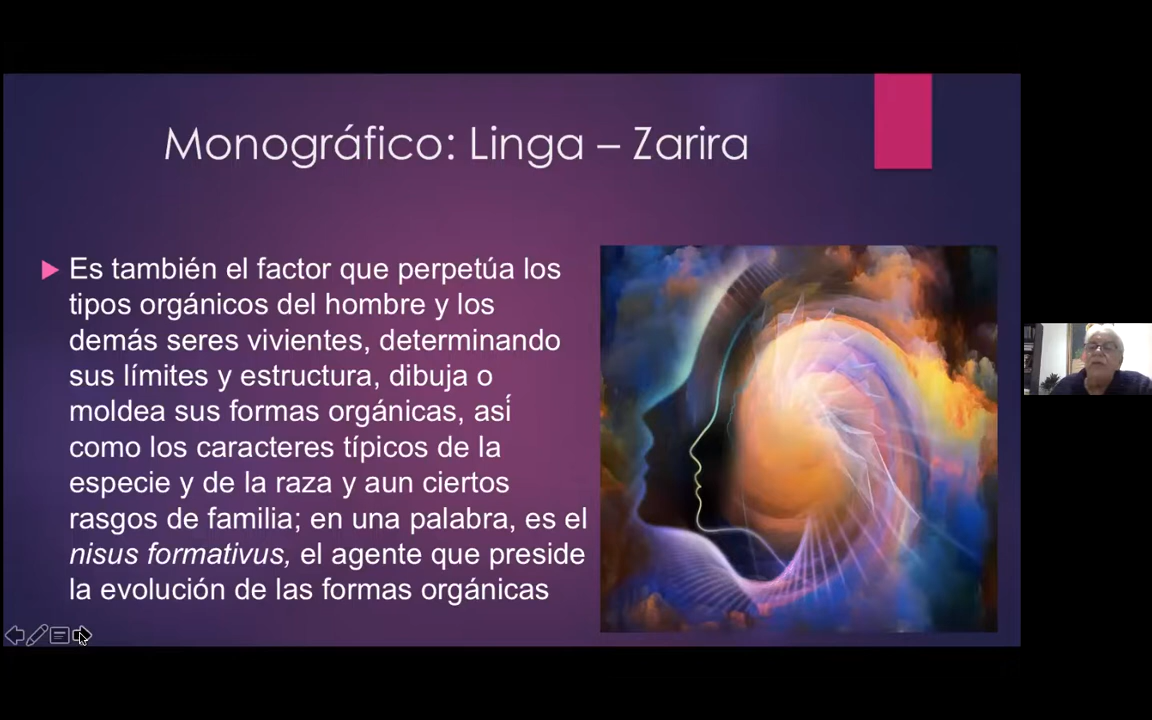 Monográfico: Linga – Zarira
Es también el factor que perpetúa los
tipos orgánicos del hombre y los
demás seres vivientes, determinando
sus límites y estructura, dibuja o
moldea sus formas orgánicas, así
como los caracteres típicos de la
especie y de la raza y aun ciertos
rasgos de familia; en una palabra, es el
nisus formativus, el agente que preside
la evolución de las formas orgánicas